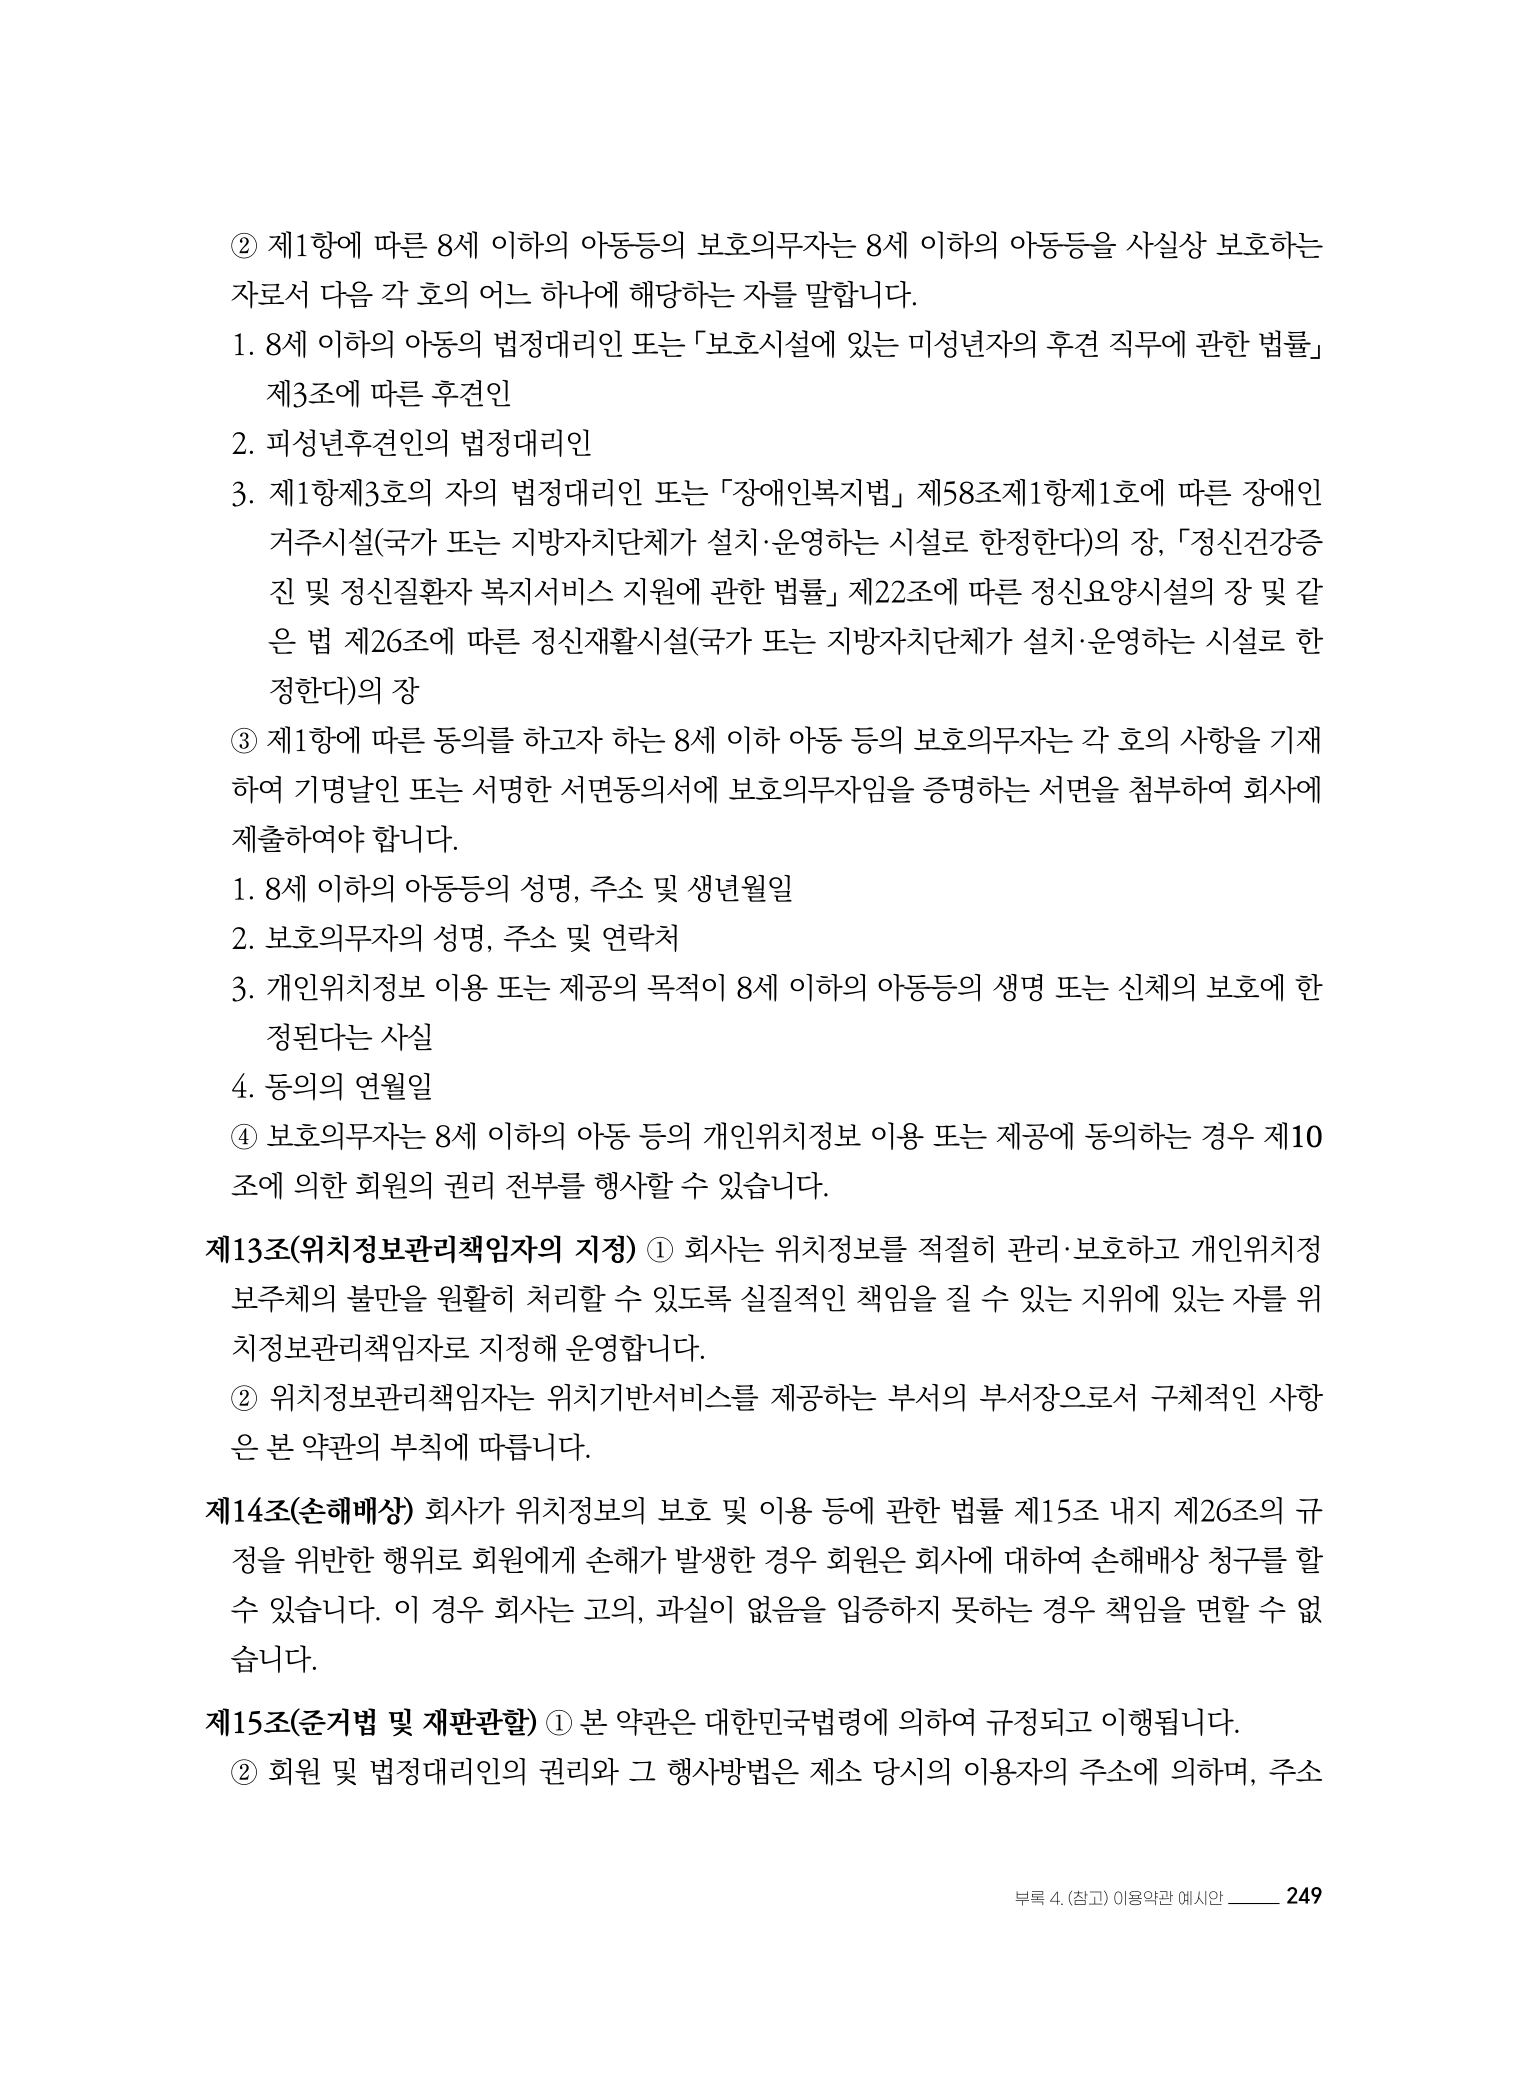 ② 제1항에 따른 8세 이하의 아동등의 보호의무자는 8세 이하의 아동등을 사실상 보호하는
자로서 다음 각 호의 어느 하나에 해당하는 자를 말합니다.
1. 8세 이하의 아동의 법정대리인 또는 「보호시설에 있는 미성년자의 후견 직무에 관한 법률」
제3조에 따른 후견인
2. 피성년후견인의 법정대리인
3. 제1항제3호의 자의 법정대리인 또는 「장애인복지법」 제58조제1항제1호에 따른 장애인
거주시설(국가 또는 지방자치단체가 설치·운영하는 시설로 한정한다)의 장, 「정신건강증
진 및 정신질환자 복지서비스 지원에 관한 법률」 제22조에 따른 정신요양시설의 장 및 같
은 법 제26조에 따른 정신재활시설(국가 또는 지방자치단체가 설치·운영하는 시설로 한
정한다)의 장
③ 제1항에 따른 동의를 하고자 하는 8세 이하 아동 등의 보호의무자는 각 호의 사항을 기재
하여 기명날인 또는 서명한 서면동의서에 보호의무자임을 증명하는 서면을 첨부하여 회사에
제출하여야 합니다.
1. 8세 이하의 아동등의 성명, 주소 및 생년월일
2. 보호의무자의 성명, 주소 및 연락처
3. 개인위치정보 이용 또는 제공의 목적이 8세 이하의 아동등의 생명 또는 신체의 보호에 한
정된다는 사실
4. 동의의 연월일
④ 보호의무자는 8세 이하의 아동 등의 개인위치정보 이용 또는 제공에 동의하는 경우 제10
조에 의한 회원의 권리 전부를 행사할 수 있습니다.
제13조(위치정보관리책임자의 지정) ① 회사는 위치정보를 적절히 관리·보호하고 개인위치정
보주체의 불만을 원활히 처리할 수 있도록 실질적인 책임을 질 수 있는 지위에 있는 자를 위
치정보관리책임자로 지정해 운영합니다.
② 위치정보관리책임자는 위치기반서비스를 제공하는 부서의 부서장으로서 구체적인 사항
은 본 약관의 부칙에 따릅니다.
제14조(손해배상) 회사가 위치정보의 보호 및 이용 등에 관한 법률 제15조 내지 제26조의 규
정을 위반한 행위로 회원에게 손해가 발생한 경우 회원은 회사에 대하여 손해배상 청구를 할
수 있습니다. 이 경우 회사는 고의, 과실이 없음을 입증하지 못하는 경우 책임을 면할 수 없
습니다.
제15조(준거법 및 재판관할) ① 본 약관은 대한민국법령에 의하여 규정되고 이행됩니다.
② 회원 및 법정대리인의 권리와 그 행사방법은 제소 당시의 이용자의 주소에 의하며, 주소
부록 4. (참고) 이용약관 예시안 249